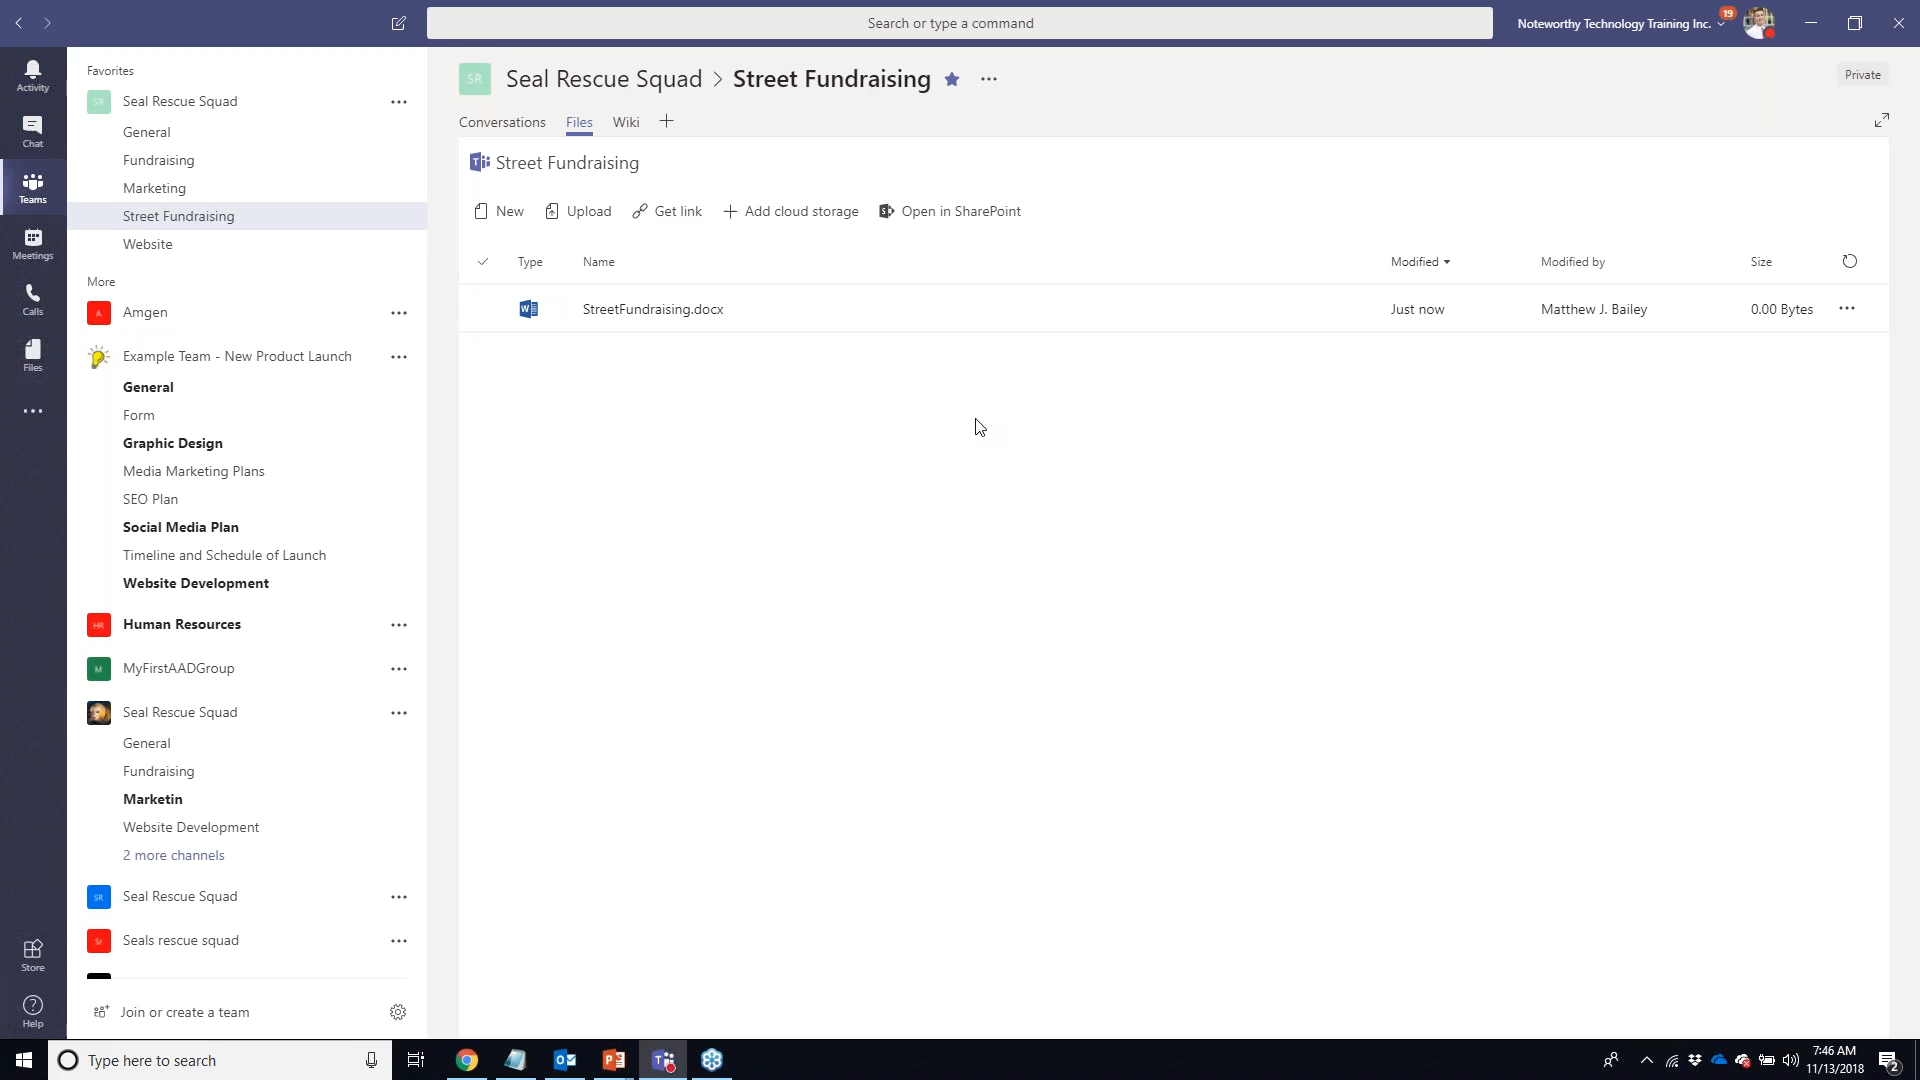 Search or type a command
Noteworthy Technology Training Inc.
19
Activity
Chat
Teams
Meetings
Calls
Files
Store
Help
Favorites
SR Seal Rescue Squad
General
Fundraising
Marketing
Street Fundraising
Website
More
A Amgen
Example Team - New Product Launch
General
Form
Graphic Design
Media Marketing Plans
SEO Plan
Social Media Plan
Timeline and Schedule of Launch
Website Development
HR Human Resources
M MyFirstAADGroup
Seal Rescue Squad
General
Fundraising
Marketin
Website Development
2 more channels
SR Seal Rescue Squad
Sr Seals rescue squad
Join or create a team
SR Seal Rescue Squad > Street Fundraising
Private
Conversations Files Wiki
Street Fundraising
New Upload Get link Add cloud storage Open in SharePoint
Type Name Modified Modified by Size
StreetFundraising.docx Just now Matthew J. Bailey 0.00 Bytes
Type here to search
7:46 AM
11/13/2018
2